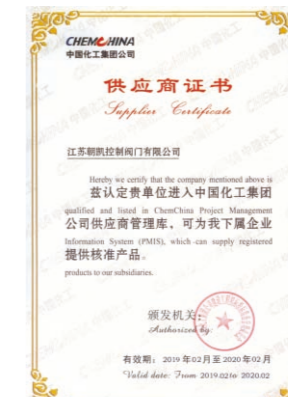 CHEMCHINA
中国化工集团公司
供应商证书
Supplier Certificate
江苏朝凯控制阀门有限公司
Hereby we certify that the company mentioned above is
兹认定贵单位进入中国化工集团
qualified and listed in ChemChina Project Management
公司供应商管理库，可为我下属企业
Information System (PMIS), which can supply registered
提供核准产品。
products to our subsidiaries.
颁发机关:
Authorized by:
有效期: 2019 年02月至2020年02月
Valid date: From 2019.02to 2020.02